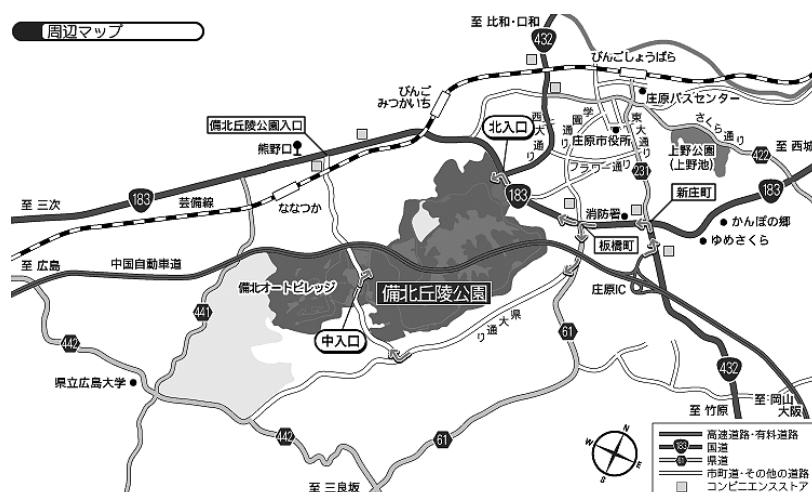 周辺マップ
至 比和・口和
432
びんごしょうばら
庄原バスセンター
びんご
みつかいち
備北丘陵公園入口
熊野口
北入口
西大通り
学園通り
庄原市役所
東大通り
さくら通り
上野公園
(上野池)
至 西城
422
フラワー通り
231
183
新庄町
183
消防署
かんぽの郷
ゆめさくら
板橋町
至 三次
183
芸備線
ななつか
至 広島
中国自動車道
備北オートビレッジ
備北丘陵公園
庄原IC
441
中入口
県大通り
61
442
県立広島大学
432
至 岡山
大阪
至 竹原
442
61
至 三良坂
N
W
E
S
高速道路・有料道路
183
国道
61
県道
市町道・その他の道路
コンビニエンスストア